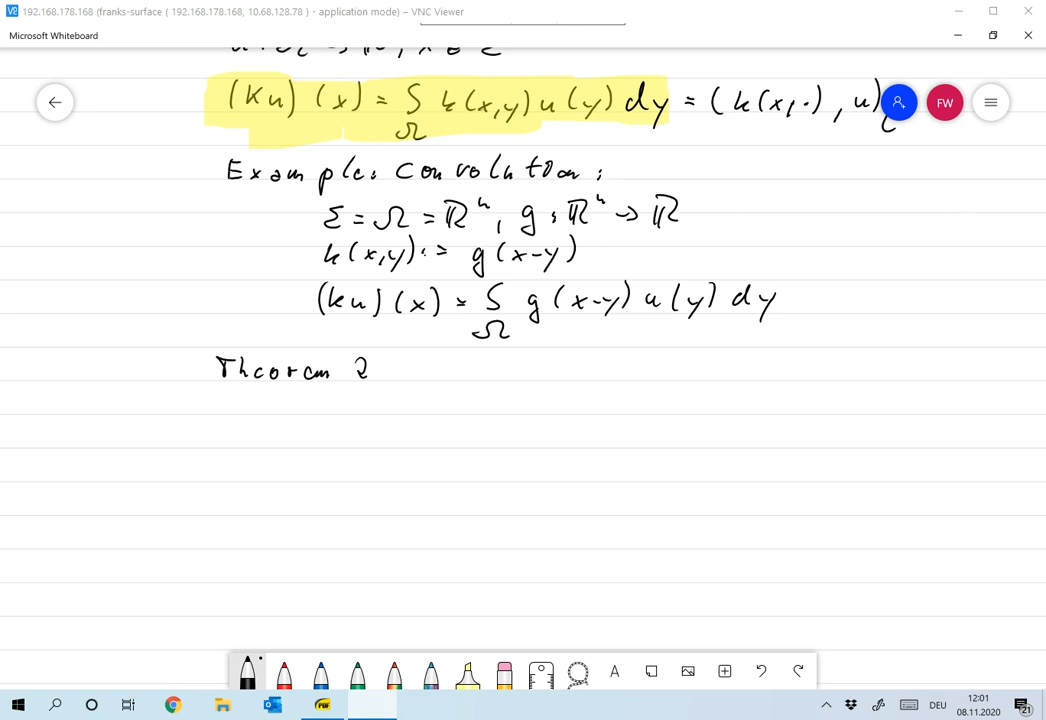 192.168.178.168 (franks-surface ( 192.168.178.168, 10.68.128.78 ) - application mode) – VNC Viewer
Microsoft Whiteboard
(Ku) (x) = ∫_Ω k(x,y) u(y) dy = (k(x,·), u)
FW
Example: Convolution:
Σ = Ω = ℝⁿ, g: ℝⁿ → ℝ
k(x,y) := g(x-y)
(Ku)(x) = ∫_Ω g(x-y) u(y) dy
Theorem 2
A
DEU
12:01
08.11.2020
21